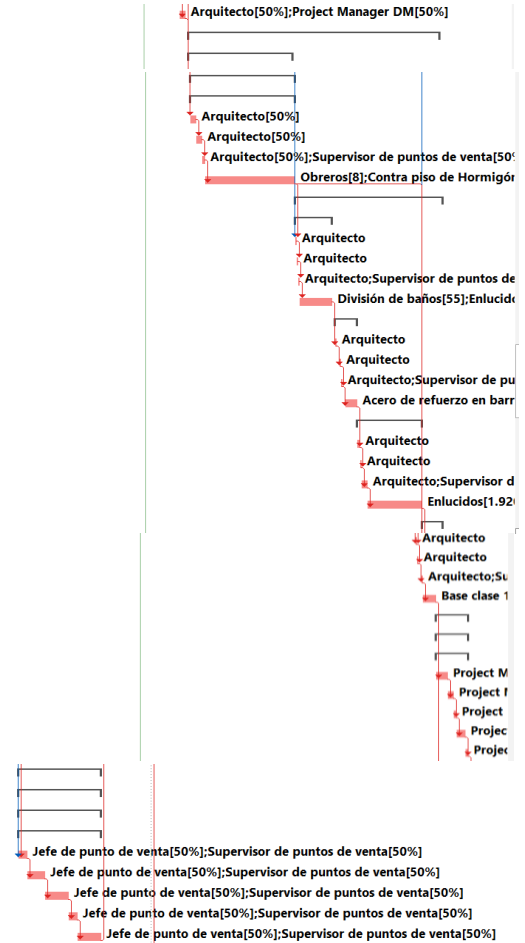 Arquitecto[50%];Project Manager DM[50%]
Arquitecto[50%]
Arquitecto[50%]
Arquitecto[50%];Supervisor de puntos de venta[50%
Obreros[8];Contra piso de Hormigón
Arquitecto
Arquitecto
Arquitecto;Supervisor de puntos de
División de baños[55];Enlucido
Arquitecto
Arquitecto
Arquitecto;Supervisor de pu
Acero de refuerzo en barr
Arquitecto
Arquitecto
Arquitecto;Supervisor d
Enlucidos[1.920
Arquitecto
Arquitecto
Arquitecto;Su
Base clase 1
Project M
Project M
Project
Projec
Projec
Jefe de punto de venta[50%];Supervisor de puntos de venta[50%]
Jefe de punto de venta[50%];Supervisor de puntos de venta[50%]
Jefe de punto de venta[50%];Supervisor de puntos de venta[50%]
Jefe de punto de venta[50%];Supervisor de puntos de venta[50%]
Jefe de punto de venta[50%];Supervisor de puntos de venta[50%]